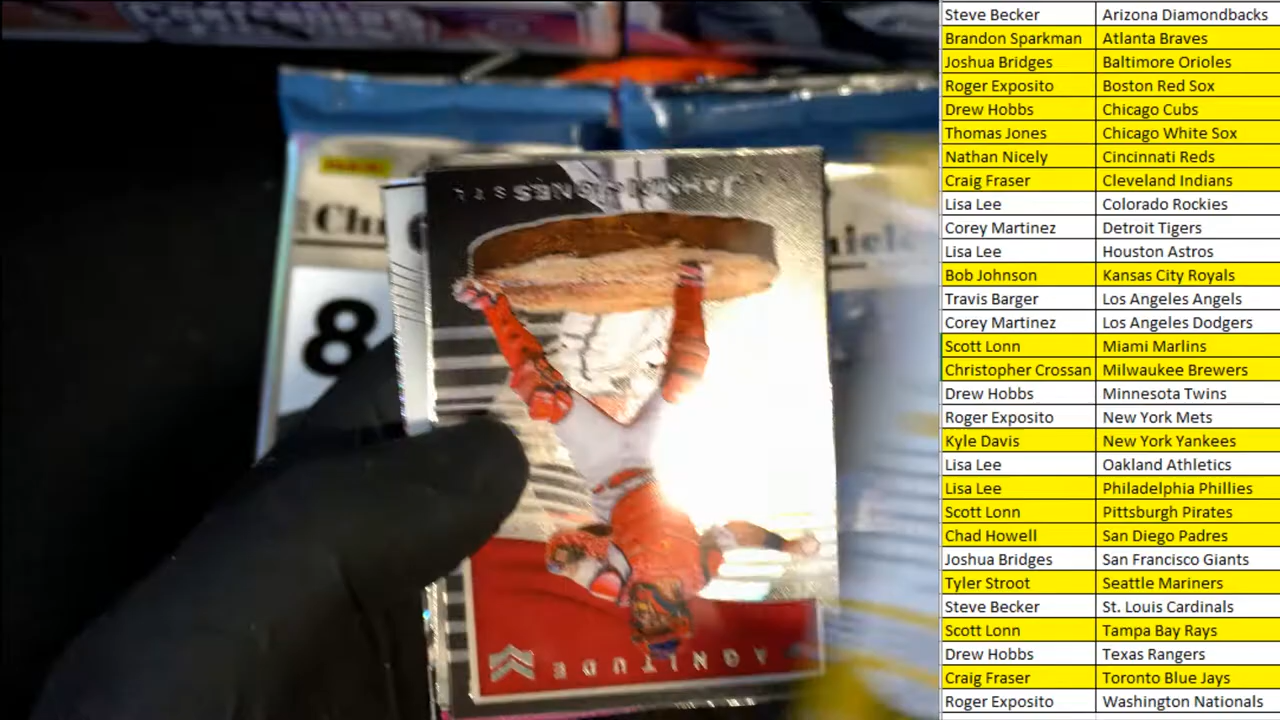 Steve Becker Arizona Diamondbacks
Brandon Sparkman Atlanta Braves
Joshua Bridges Baltimore Orioles
Roger Exposito Boston Red Sox
Drew Hobbs Chicago Cubs
Thomas Jones Chicago White Sox
Nathan Nicely Cincinnati Reds
Craig Fraser Cleveland Indians
Lisa Lee Colorado Rockies
Corey Martinez Detroit Tigers
Lisa Lee Houston Astros
Bob Johnson Kansas City Royals
Travis Barger Los Angeles Angels
Corey Martinez Los Angeles Dodgers
Scott Lonn Miami Marlins
Christopher Crossan Milwaukee Brewers
Drew Hobbs Minnesota Twins
Roger Exposito New York Mets
Kyle Davis New York Yankees
Lisa Lee Oakland Athletics
Lisa Lee Philadelphia Phillies
Scott Lonn Pittsburgh Pirates
Chad Howell San Diego Padres
Joshua Bridges San Francisco Giants
Tyler Stroot Seattle Mariners
Steve Becker St. Louis Cardinals
Scott Lonn Tampa Bay Rays
Drew Hobbs Texas Rangers
Craig Fraser Toronto Blue Jays
Roger Exposito Washington Nationals
PANINI
Chr
8
JAHMAI JONES
AGNITUDE